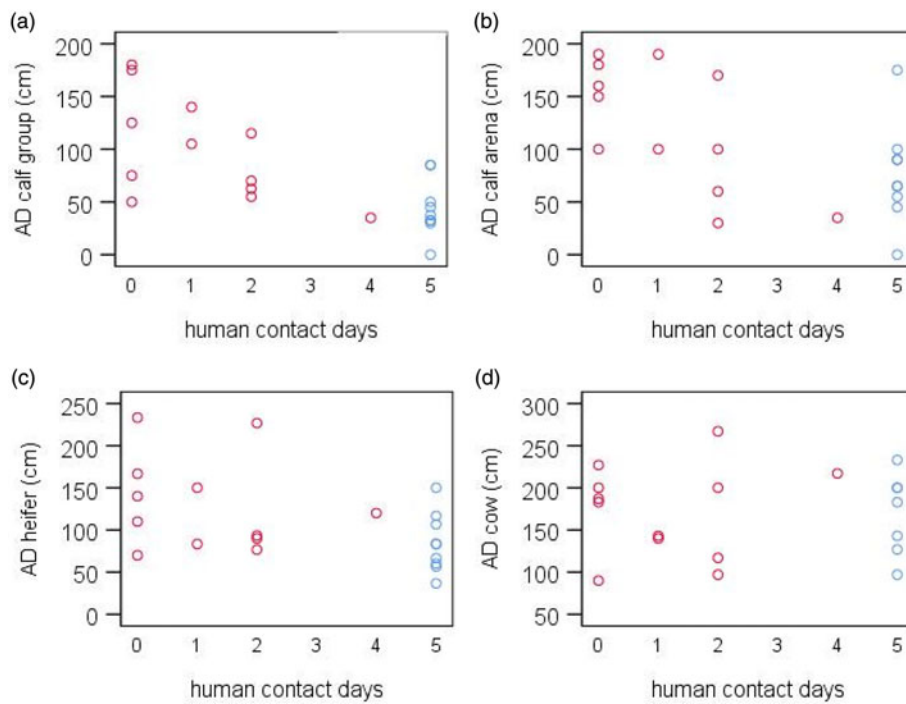 (a)
AD calf group (cm)
200
150
100
50
0
0 1 2 3 4 5
human contact days
(b)
AD calf arena (cm)
200
150
100
50
0
0 1 2 3 4 5
human contact days
(c)
AD heifer (cm)
250
200
150
100
50
0
0 1 2 3 4 5
human contact days
(d)
AD cow (cm)
300
250
200
150
100
50
0 1 2 3 4 5
human contact days